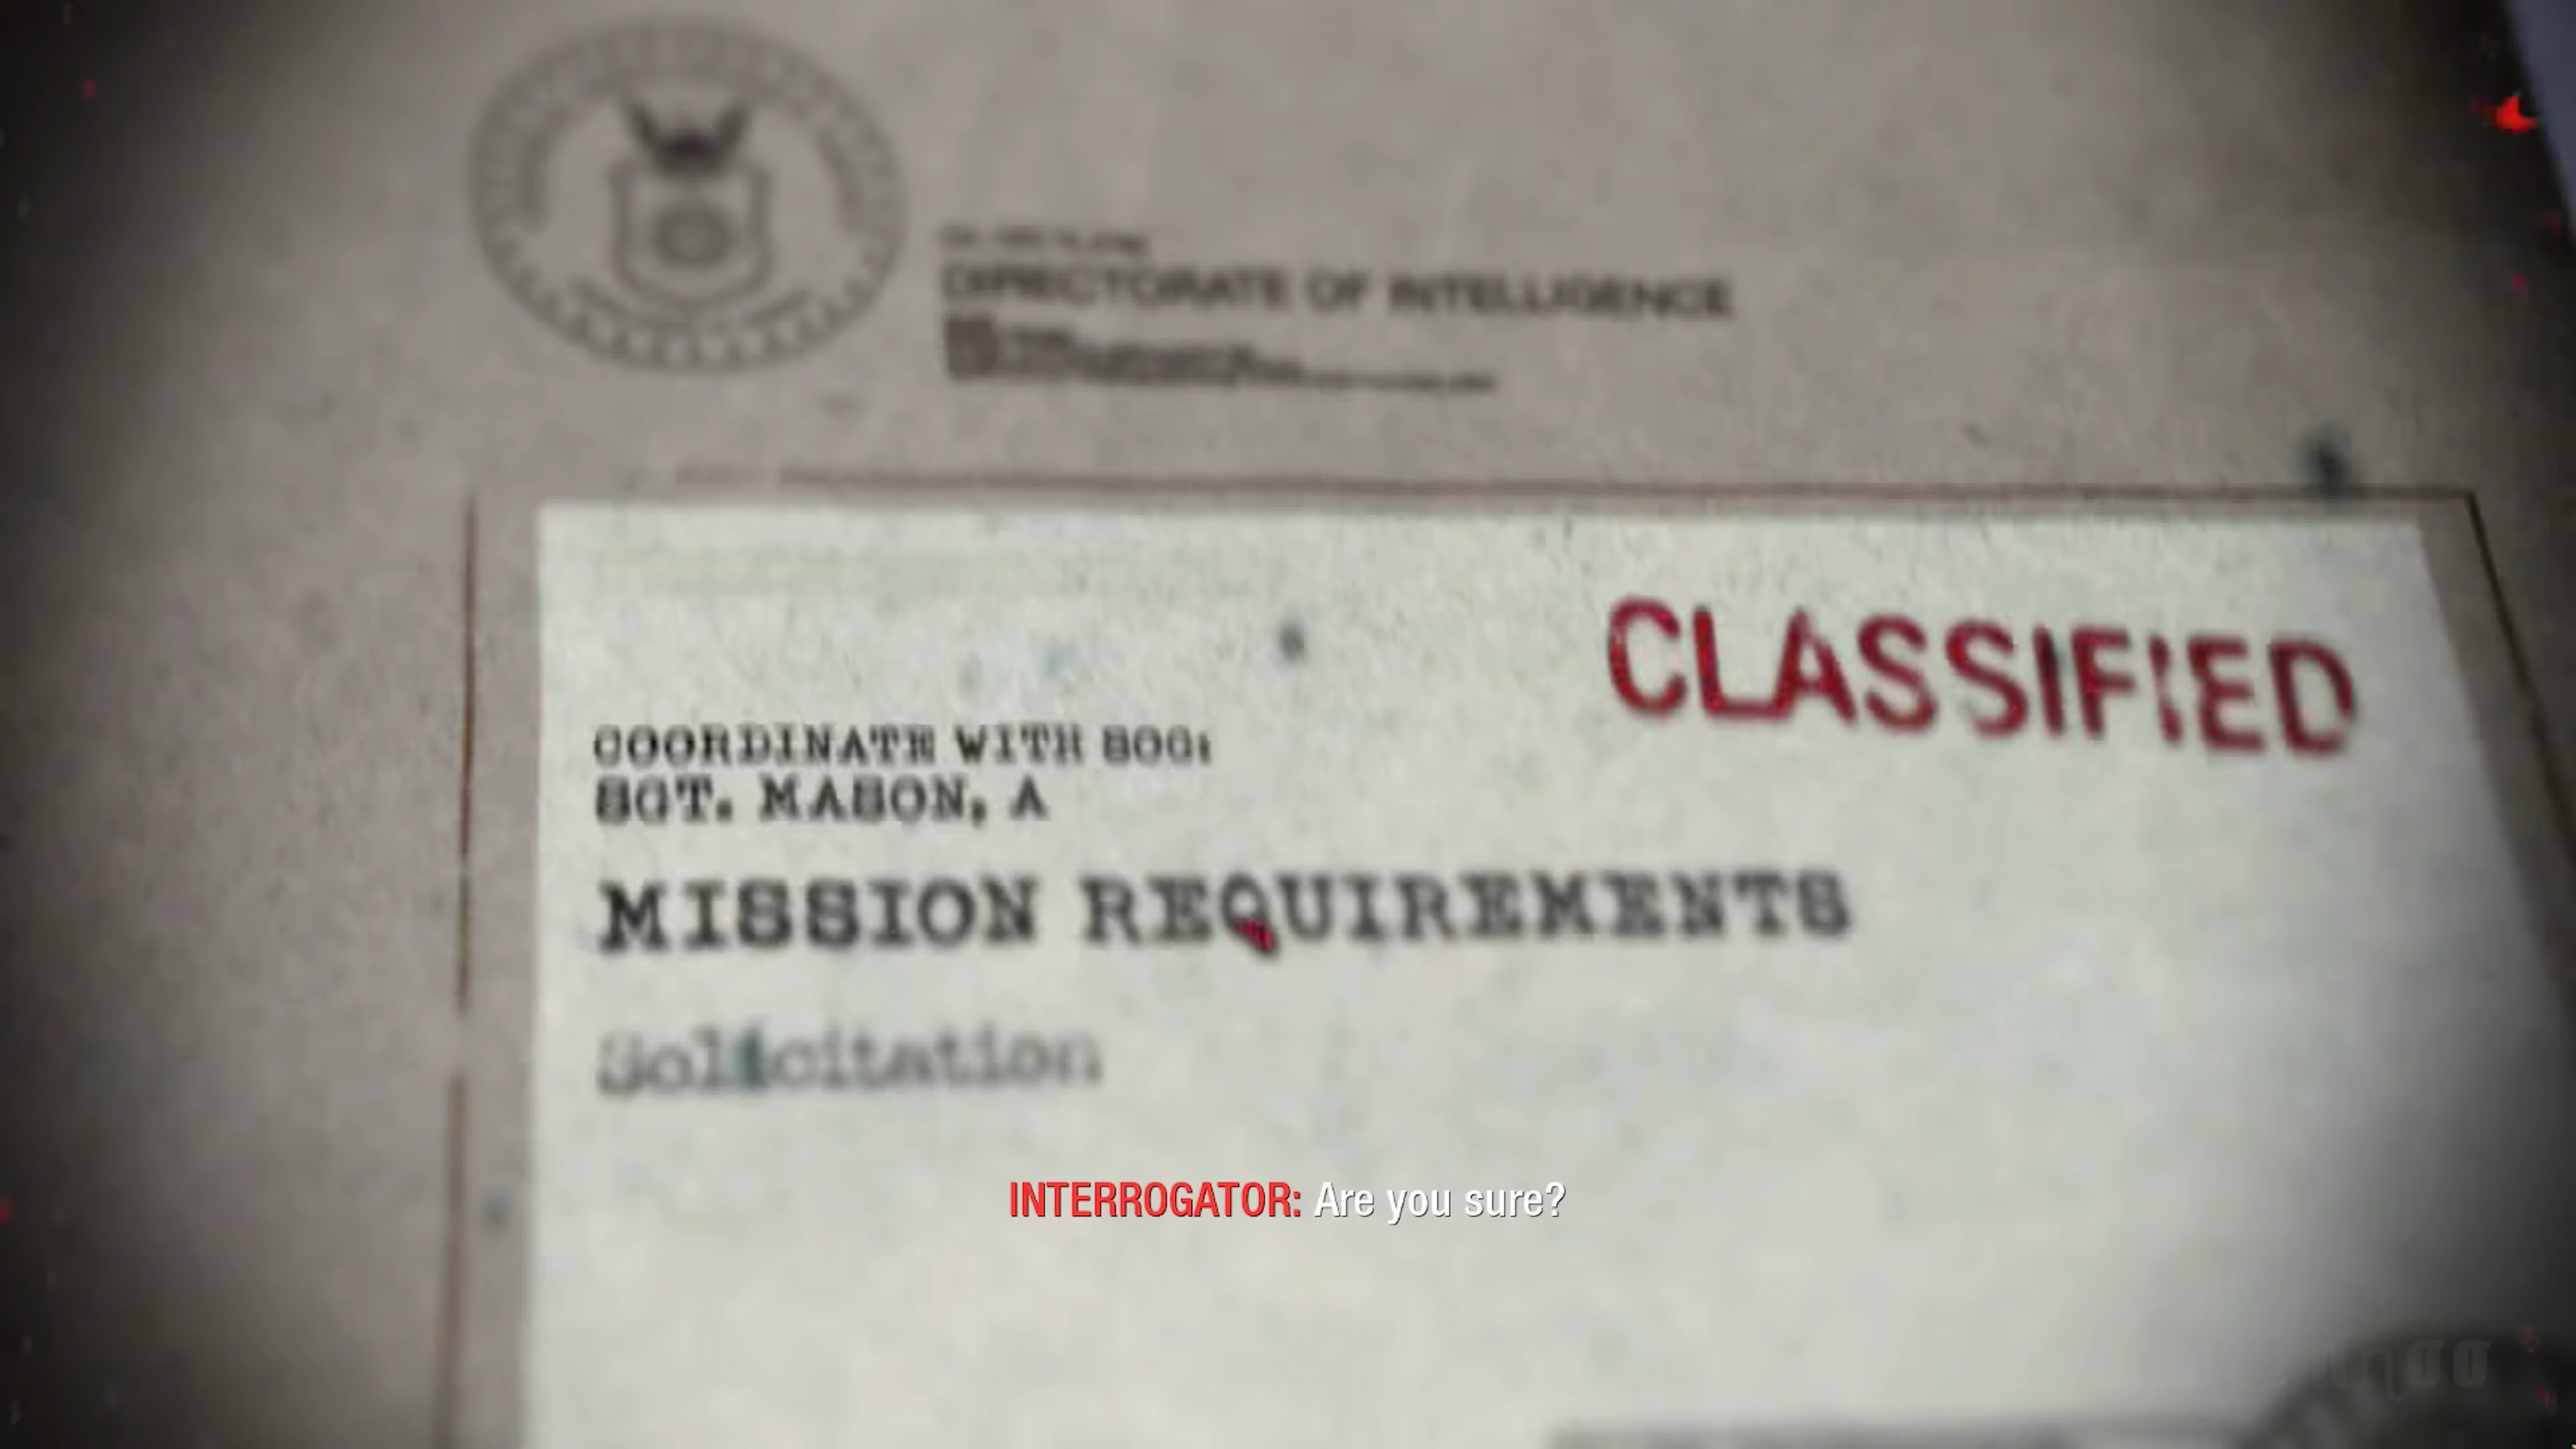 DIRECTORATE OF INTELLIGENCE
CLASSIFIED
COORDINATE WITH SOG:
SGT. MASON, A
MISSION REQUIREMENTS
Solicitation
INTERROGATOR: Are you sure?